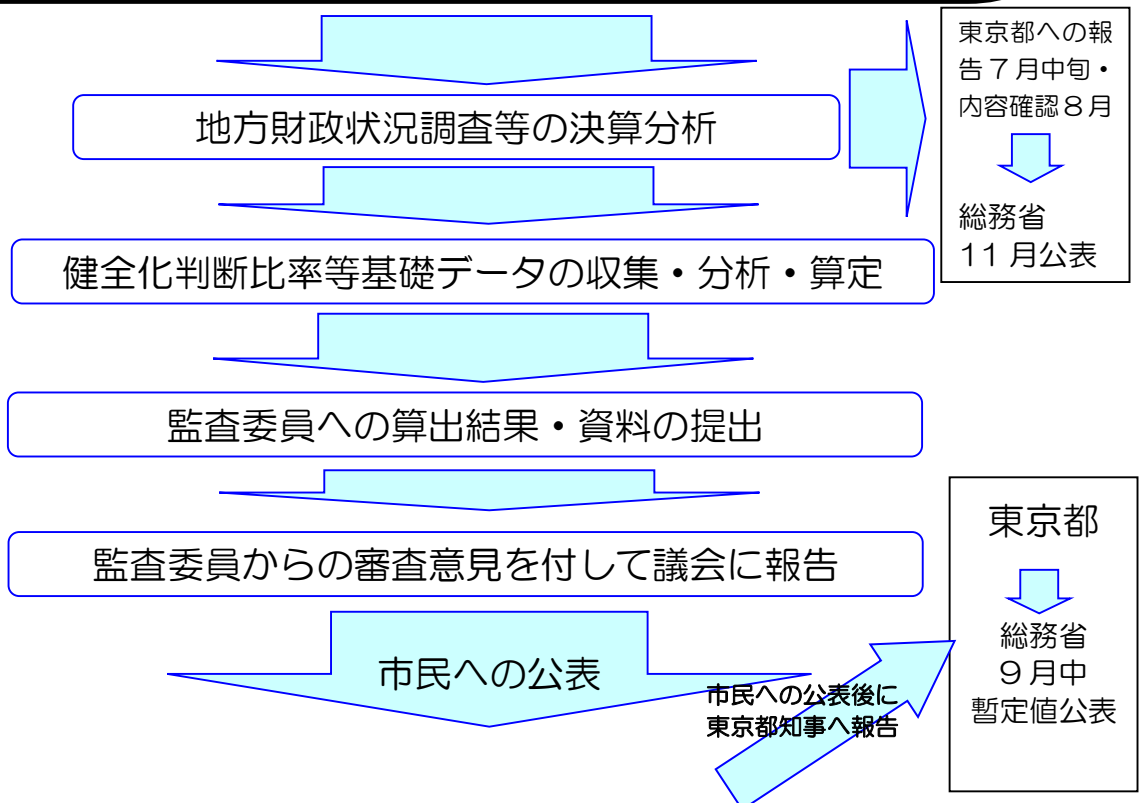 東京都への報
告７月中旬・
内容確認８月
総務省
11 月公表
地方財政状況調査等の決算分析
健全化判断比率等基礎データの収集・分析・算定
監査委員への算出結果・資料の提出
監査委員からの審査意見を付して議会に報告
市民への公表
市民への公表後に
東京都知事へ報告
東京都
総務省
９月中
暫定値公表